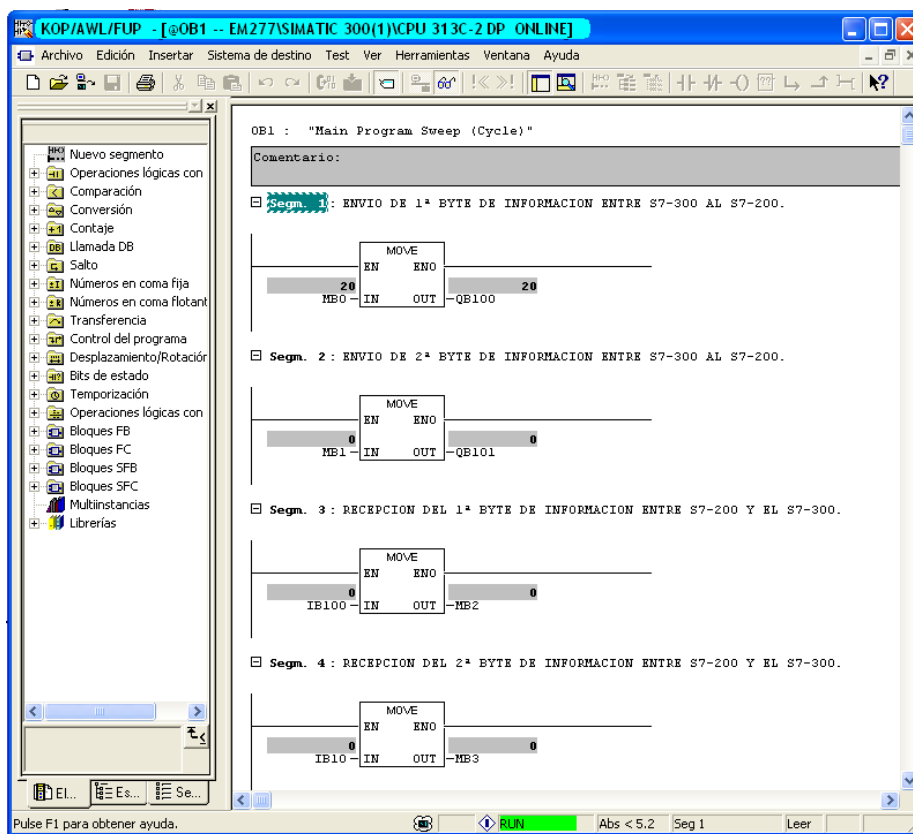 KOP/AWL/FUP - [@OB1 -- EM277\SIMATIC 300(1)\CPU 313C-2 DP ONLINE]
Archivo Edición Insertar Sistema de destino Test Ver Herramientas Ventana Ayuda
Nuevo segmento
Operaciones lógicas con
Comparación
Conversión
Contaje
Llamada DB
Salto
Números en coma fija
Números en coma flotant
Transferencia
Control del programa
Desplazamiento/Rotación
Bits de estado
Temporización
Operaciones lógicas con
Bloques FB
Bloques FC
Bloques SFB
Bloques SFC
Multiinstancias
Librerías
El... Es... Se...
OB1 : "Main Program Sweep (Cycle)"
Comentario:
Segm. 1: ENVIO DE 1ª BYTE DE INFORMACION ENTRE S7-300 AL S7-200.
MOVE
EN ENO
20 20
MB0 IN OUT QB100
Segm. 2: ENVIO DE 2ª BYTE DE INFORMACION ENTRE S7-300 AL S7-200.
MOVE
EN ENO
0 0
MB1 IN OUT QB101
Segm. 3: RECEPCION DEL 1ª BYTE DE INFORMACION ENTRE S7-200 Y EL S7-300.
MOVE
EN ENO
0 0
IB100 IN OUT MB2
Segm. 4: RECEPCION DEL 2ª BYTE DE INFORMACION ENTRE S7-200 Y EL S7-300.
MOVE
EN ENO
0 0
IB10 IN OUT MB3
Pulse F1 para obtener ayuda. RUN Abs < 5.2 Seg 1 Leer